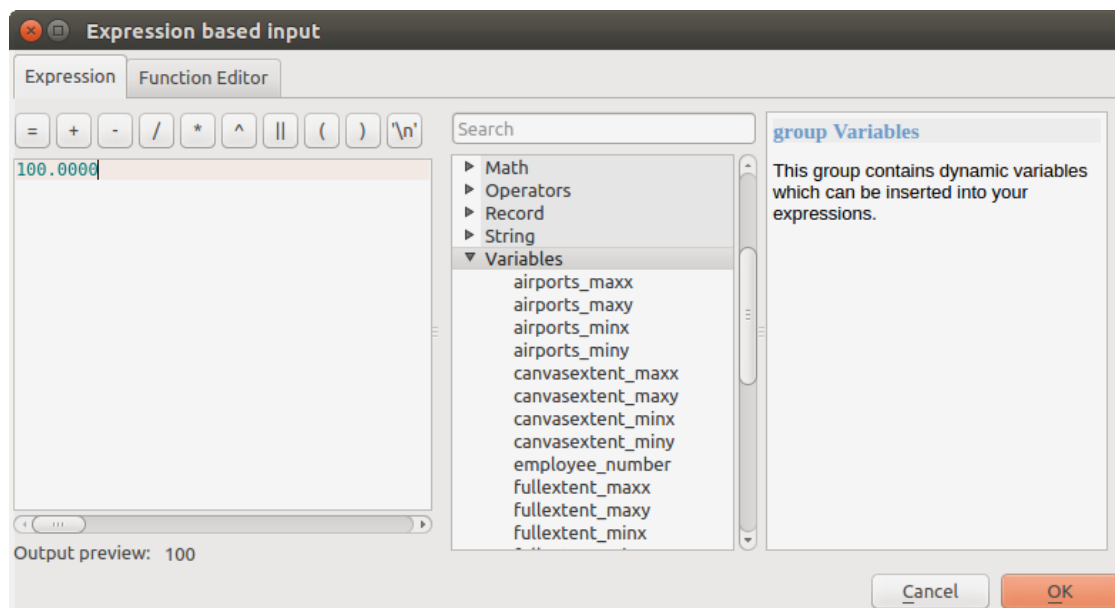 Expression based input
Expression
Function Editor
= + - / * ^ || ( ) '\n'
100.0000
Output preview: 100
Search
Math
Operators
Record
String
Variables
airports_maxx
airports_maxy
airports_minx
airports_miny
canvasextent_maxx
canvasextent_maxy
canvasextent_minx
canvasextent_miny
employee_number
fullextent_maxx
fullextent_maxy
fullextent_minx
group Variables
This group contains dynamic variables
which can be inserted into your
expressions.
Cancel
OK